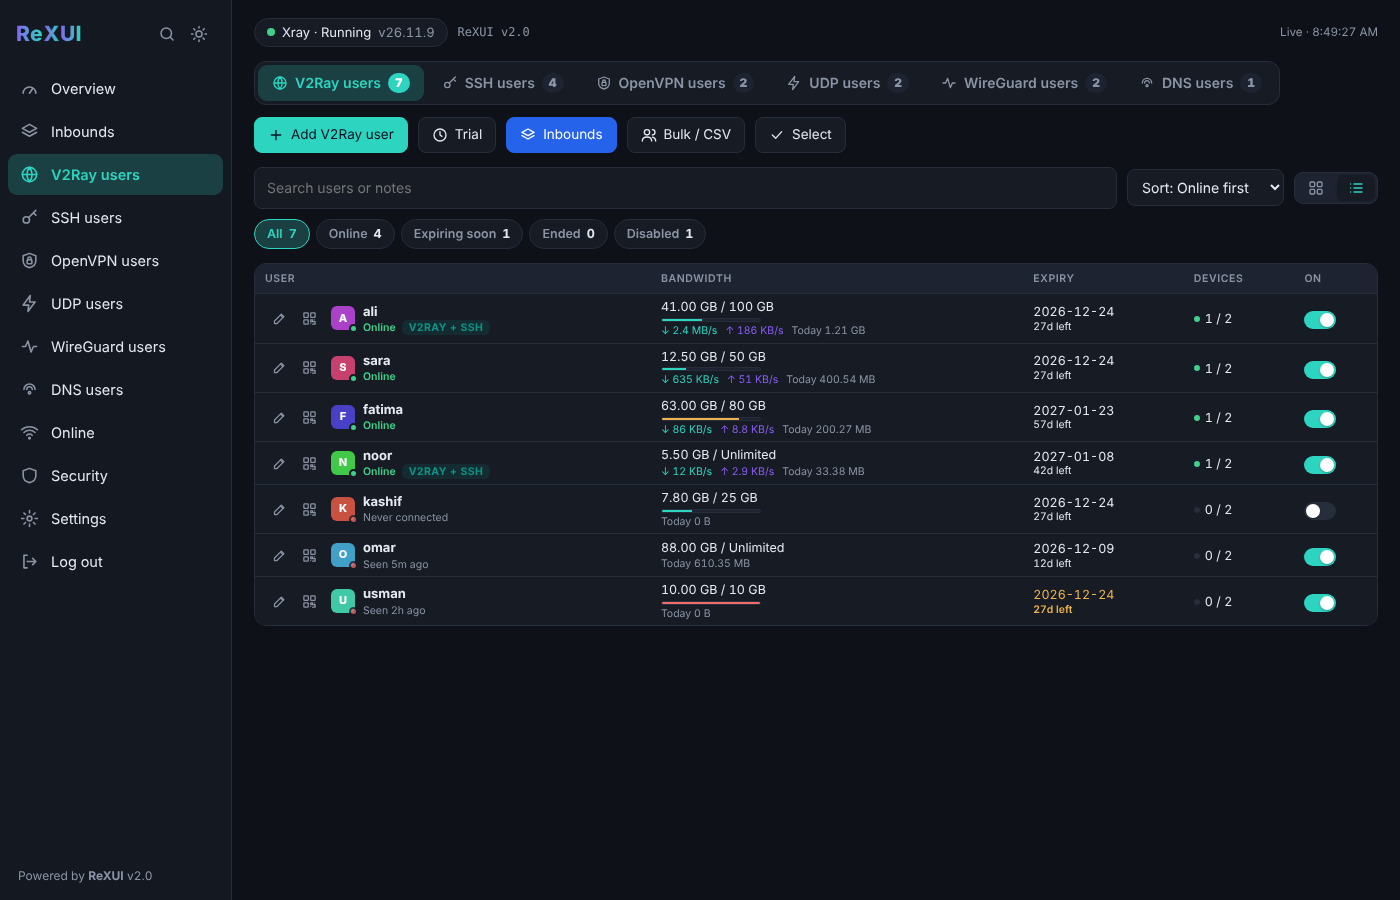 ReXUI
Overview
Inbounds
V2Ray users
SSH users
OpenVPN users
UDP users
WireGuard users
DNS users
Online
Security
Settings
Log out
Powered by ReXUI v2.0
Xray · Running v26.11.9 ReXUI v2.0 Live · 8:49:27 AM
V2Ray users 7 SSH users 4 OpenVPN users 2 UDP users 2 WireGuard users 2 DNS users 1
Add V2Ray user Trial Inbounds Bulk / CSV Select
Search users or notes Sort: Online first
All 7 Online 4 Expiring soon 1 Ended 0 Disabled 1
USER BANDWIDTH EXPIRY DEVICES ON
A ali 41.00 GB / 100 GB 2026-12-24 1 / 2
Online V2RAY + SSH ↓ 2.4 MB/s ↑ 186 KB/s Today 1.21 GB 27d left
S sara 12.50 GB / 50 GB 2026-12-24 1 / 2
Online ↓ 635 KB/s ↑ 51 KB/s Today 400.54 MB 27d left
F fatima 63.00 GB / 80 GB 2027-01-23 1 / 2
Online ↓ 86 KB/s ↑ 8.8 KB/s Today 200.27 MB 57d left
N noor 5.50 GB / Unlimited 2027-01-08 1 / 2
Online V2RAY + SSH ↓ 12 KB/s ↑ 2.9 KB/s Today 33.38 MB 42d left
K kashif 7.80 GB / 25 GB 2026-12-24 0 / 2
Never connected Today 0 B 27d left
O omar 88.00 GB / Unlimited 2026-12-09 0 / 2
Seen 5m ago Today 610.35 MB 12d left
U usman 10.00 GB / 10 GB 2026-12-24 0 / 2
Seen 2h ago Today 0 B 27d left